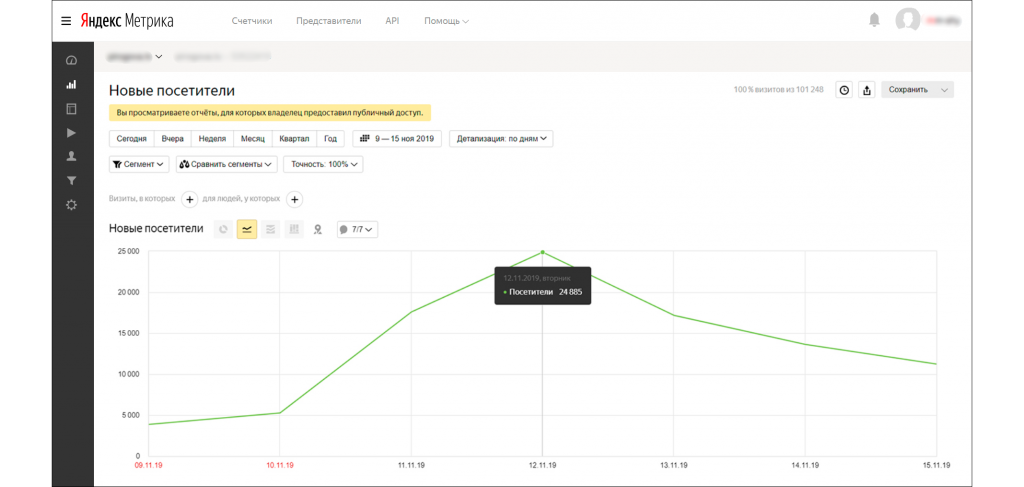 Яндекс Метрика Счетчики Представители API Помощь
Новые посетители 100 % визитов из 101 248 Сохранить
Вы просматриваете отчёты, для которых владелец предоставил публичный доступ.
Сегодня Вчера Неделя Месяц Квартал Год 9 — 15 ноя 2019 Детализация: по дням
Сегмент Сравнить сегменты Точность: 100%
Визиты, в которых + для людей, у которых +
Новые посетители 7/7
25 000
12.11.2019, вторник
Посетители 24 885
20 000
15 000
10 000
5 000
0
09.11.19 10.11.19 11.11.19 12.11.19 13.11.19 14.11.19 15.11.19